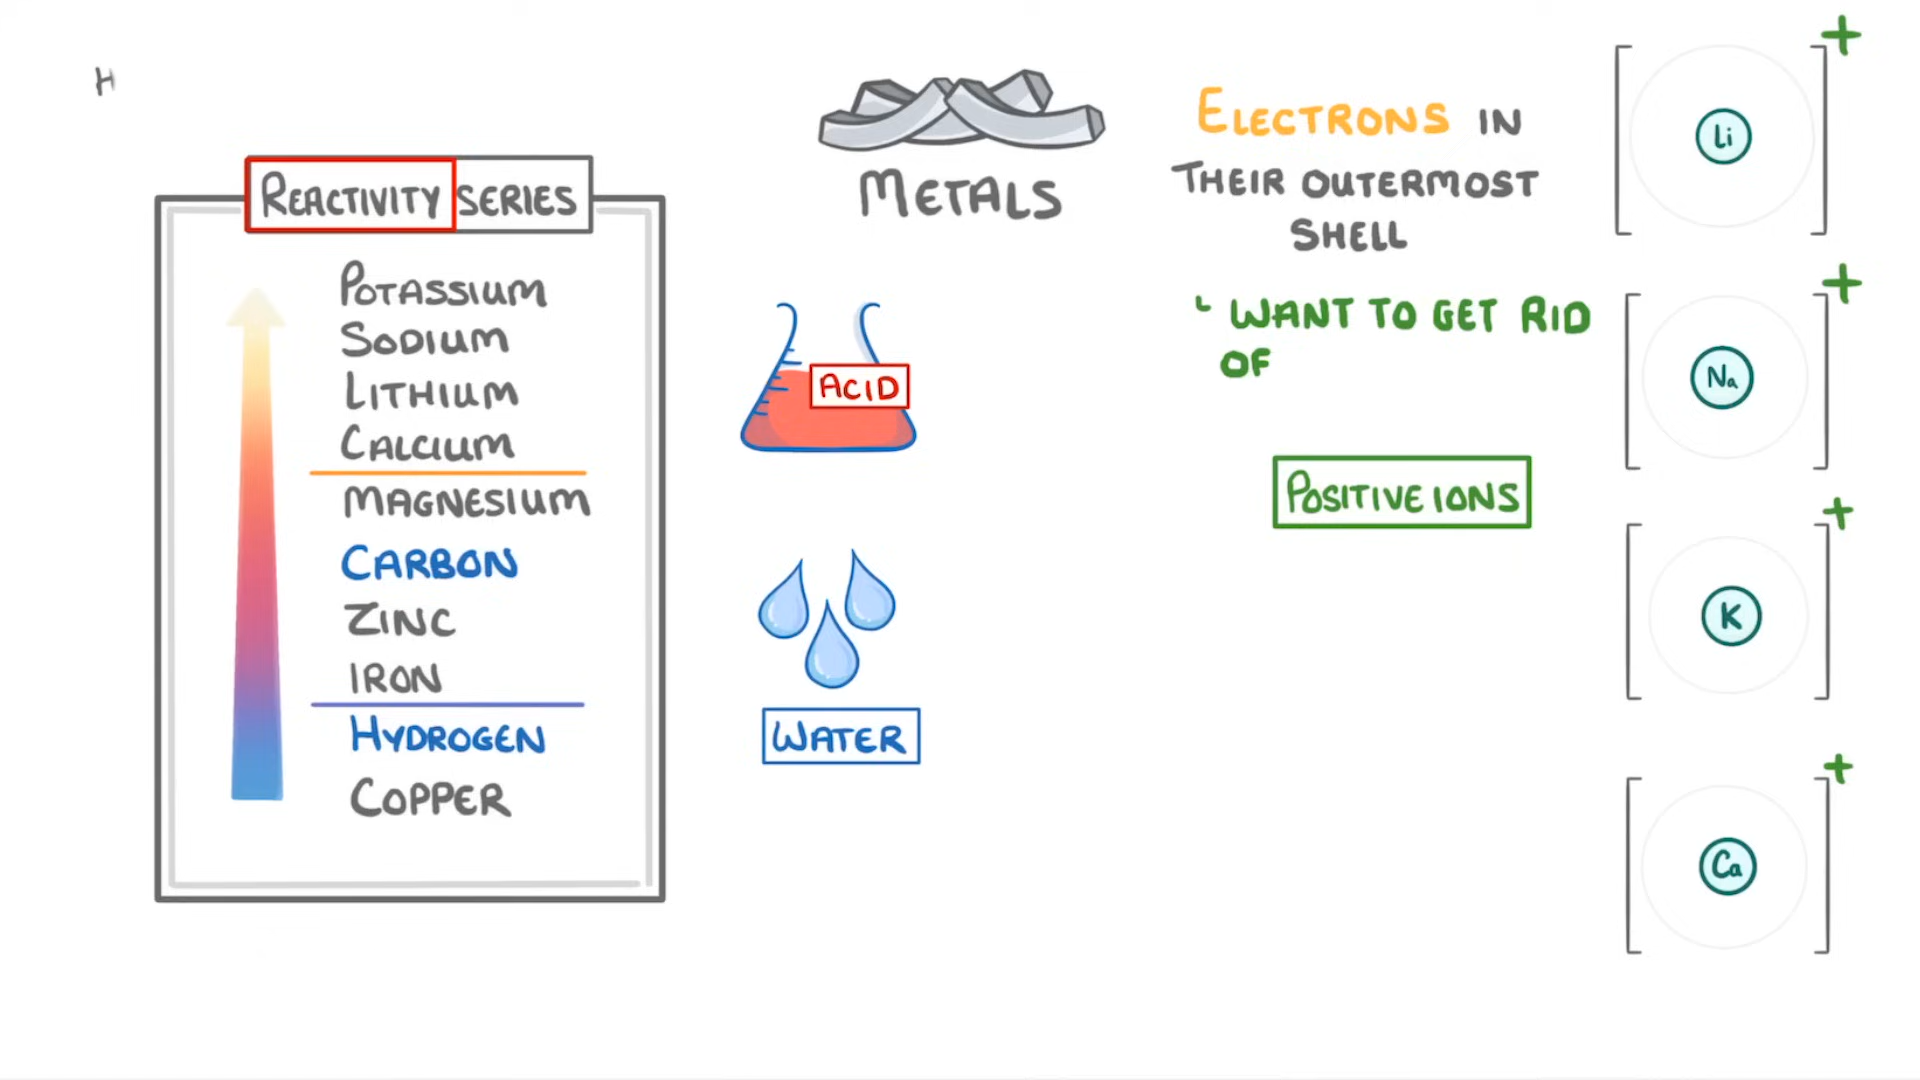 H
REACTIVITY SERIES
POTASSIUM
SODIUM
LITHIUM
CALCIUM
MAGNESIUM
CARBON
ZINC
IRON
HYDROGEN
COPPER
METALS
ACID
WATER
ELECTRONS IN
THEIR OUTERMOST
SHELL
WANT TO GET RID
OF
POSITIVE IONS
Li
+
Na
+
K
+
Ca
+